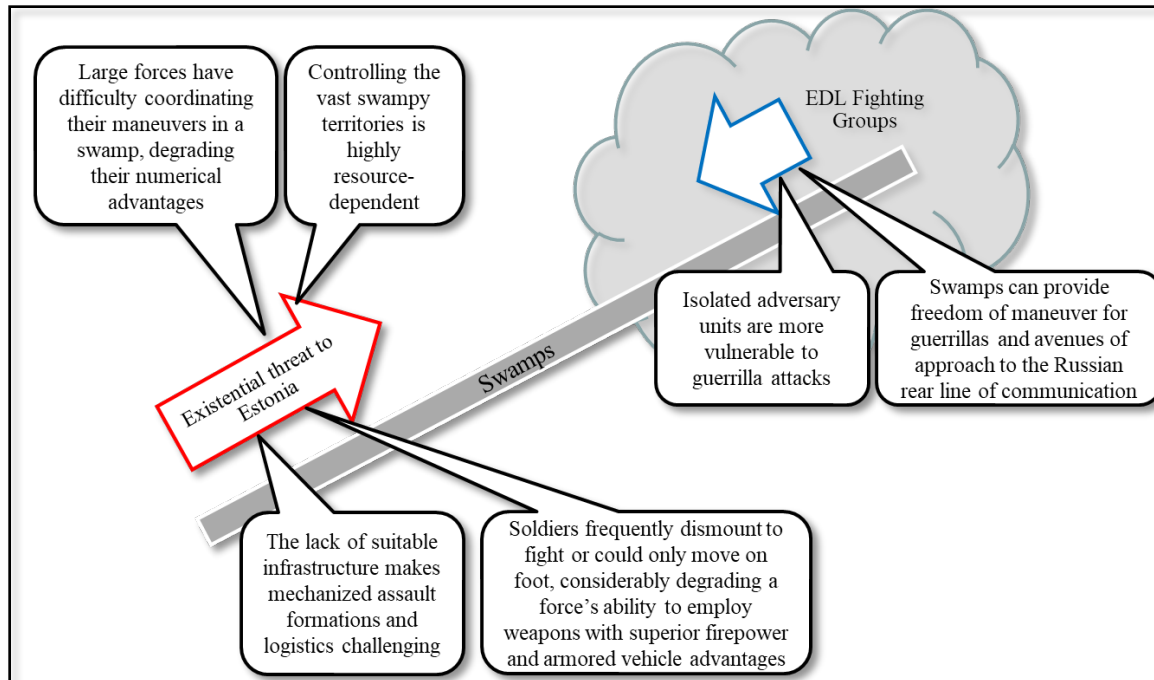 Large forces have
difficulty coordinating
their maneuvers in a
swamp, degrading
their numerical
advantages
Controlling the
vast swampy
territories is
highly
resource-
dependent
EDL Fighting
Groups
Existential threat to
Estonia
Swamps
Isolated adversary
units are more
vulnerable to
guerrilla attacks
Swamps can provide
freedom of maneuver for
guerrillas and avenues of
approach to the Russian
rear line of communication
The lack of suitable
infrastructure makes
mechanized assault
formations and
logistics challenging
Soldiers frequently dismount to
fight or could only move on
foot, considerably degrading a
force’s ability to employ
weapons with superior firepower
and armored vehicle advantages